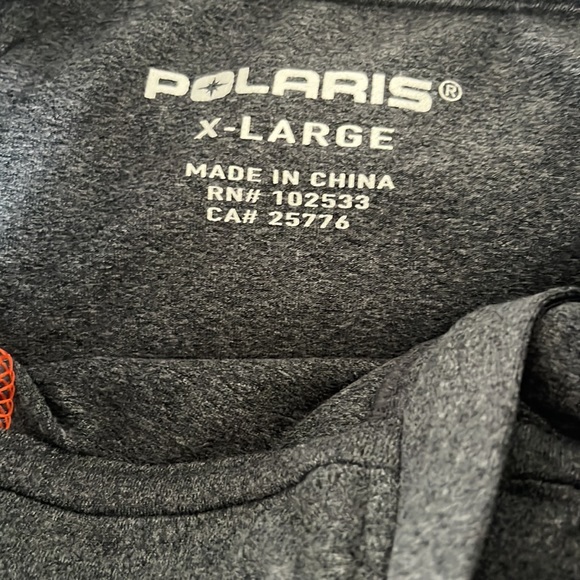 POLARIS®
X-LARGE
MADE IN CHINA
RN# 102533
CA# 25776